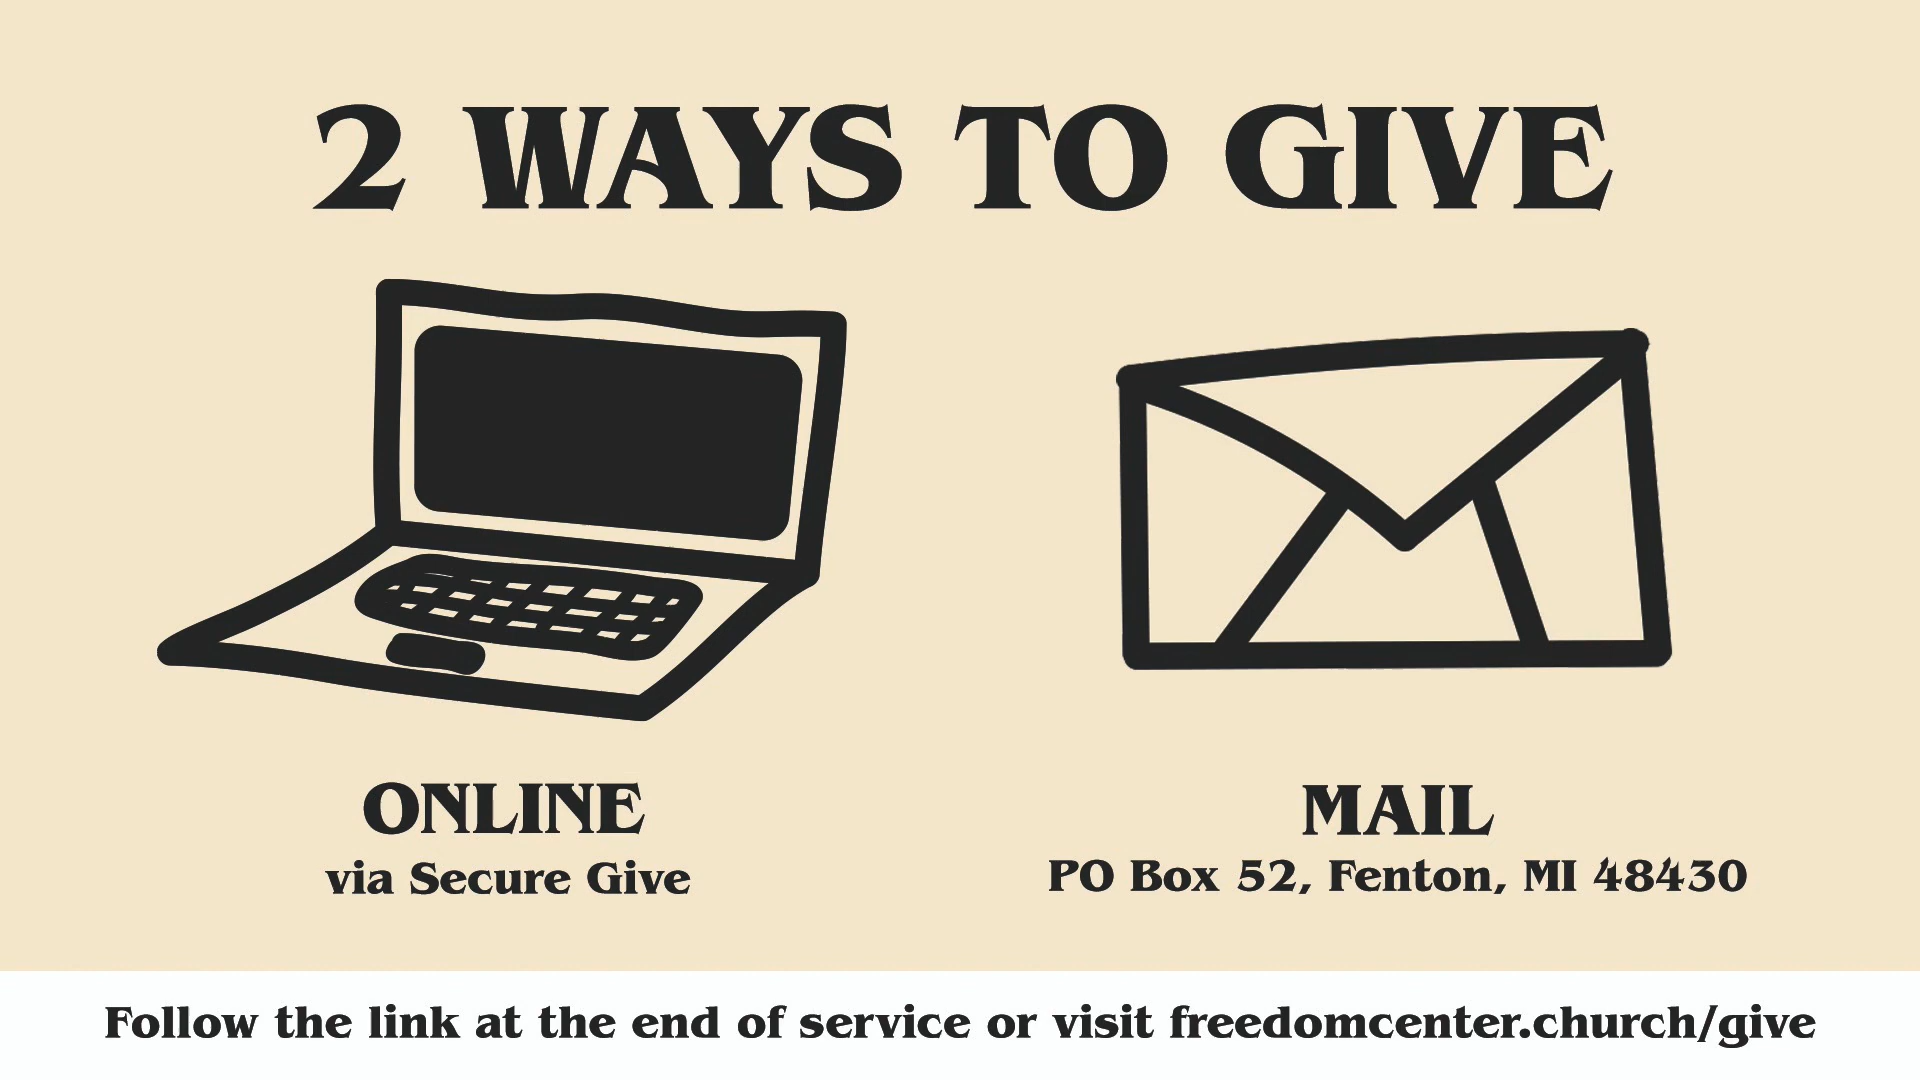 2 WAYS TO GIVE
ONLINE
via Secure Give
MAIL
PO Box 52, Fenton, MI 48430
Follow the link at the end of service or visit freedomcenter.church/give